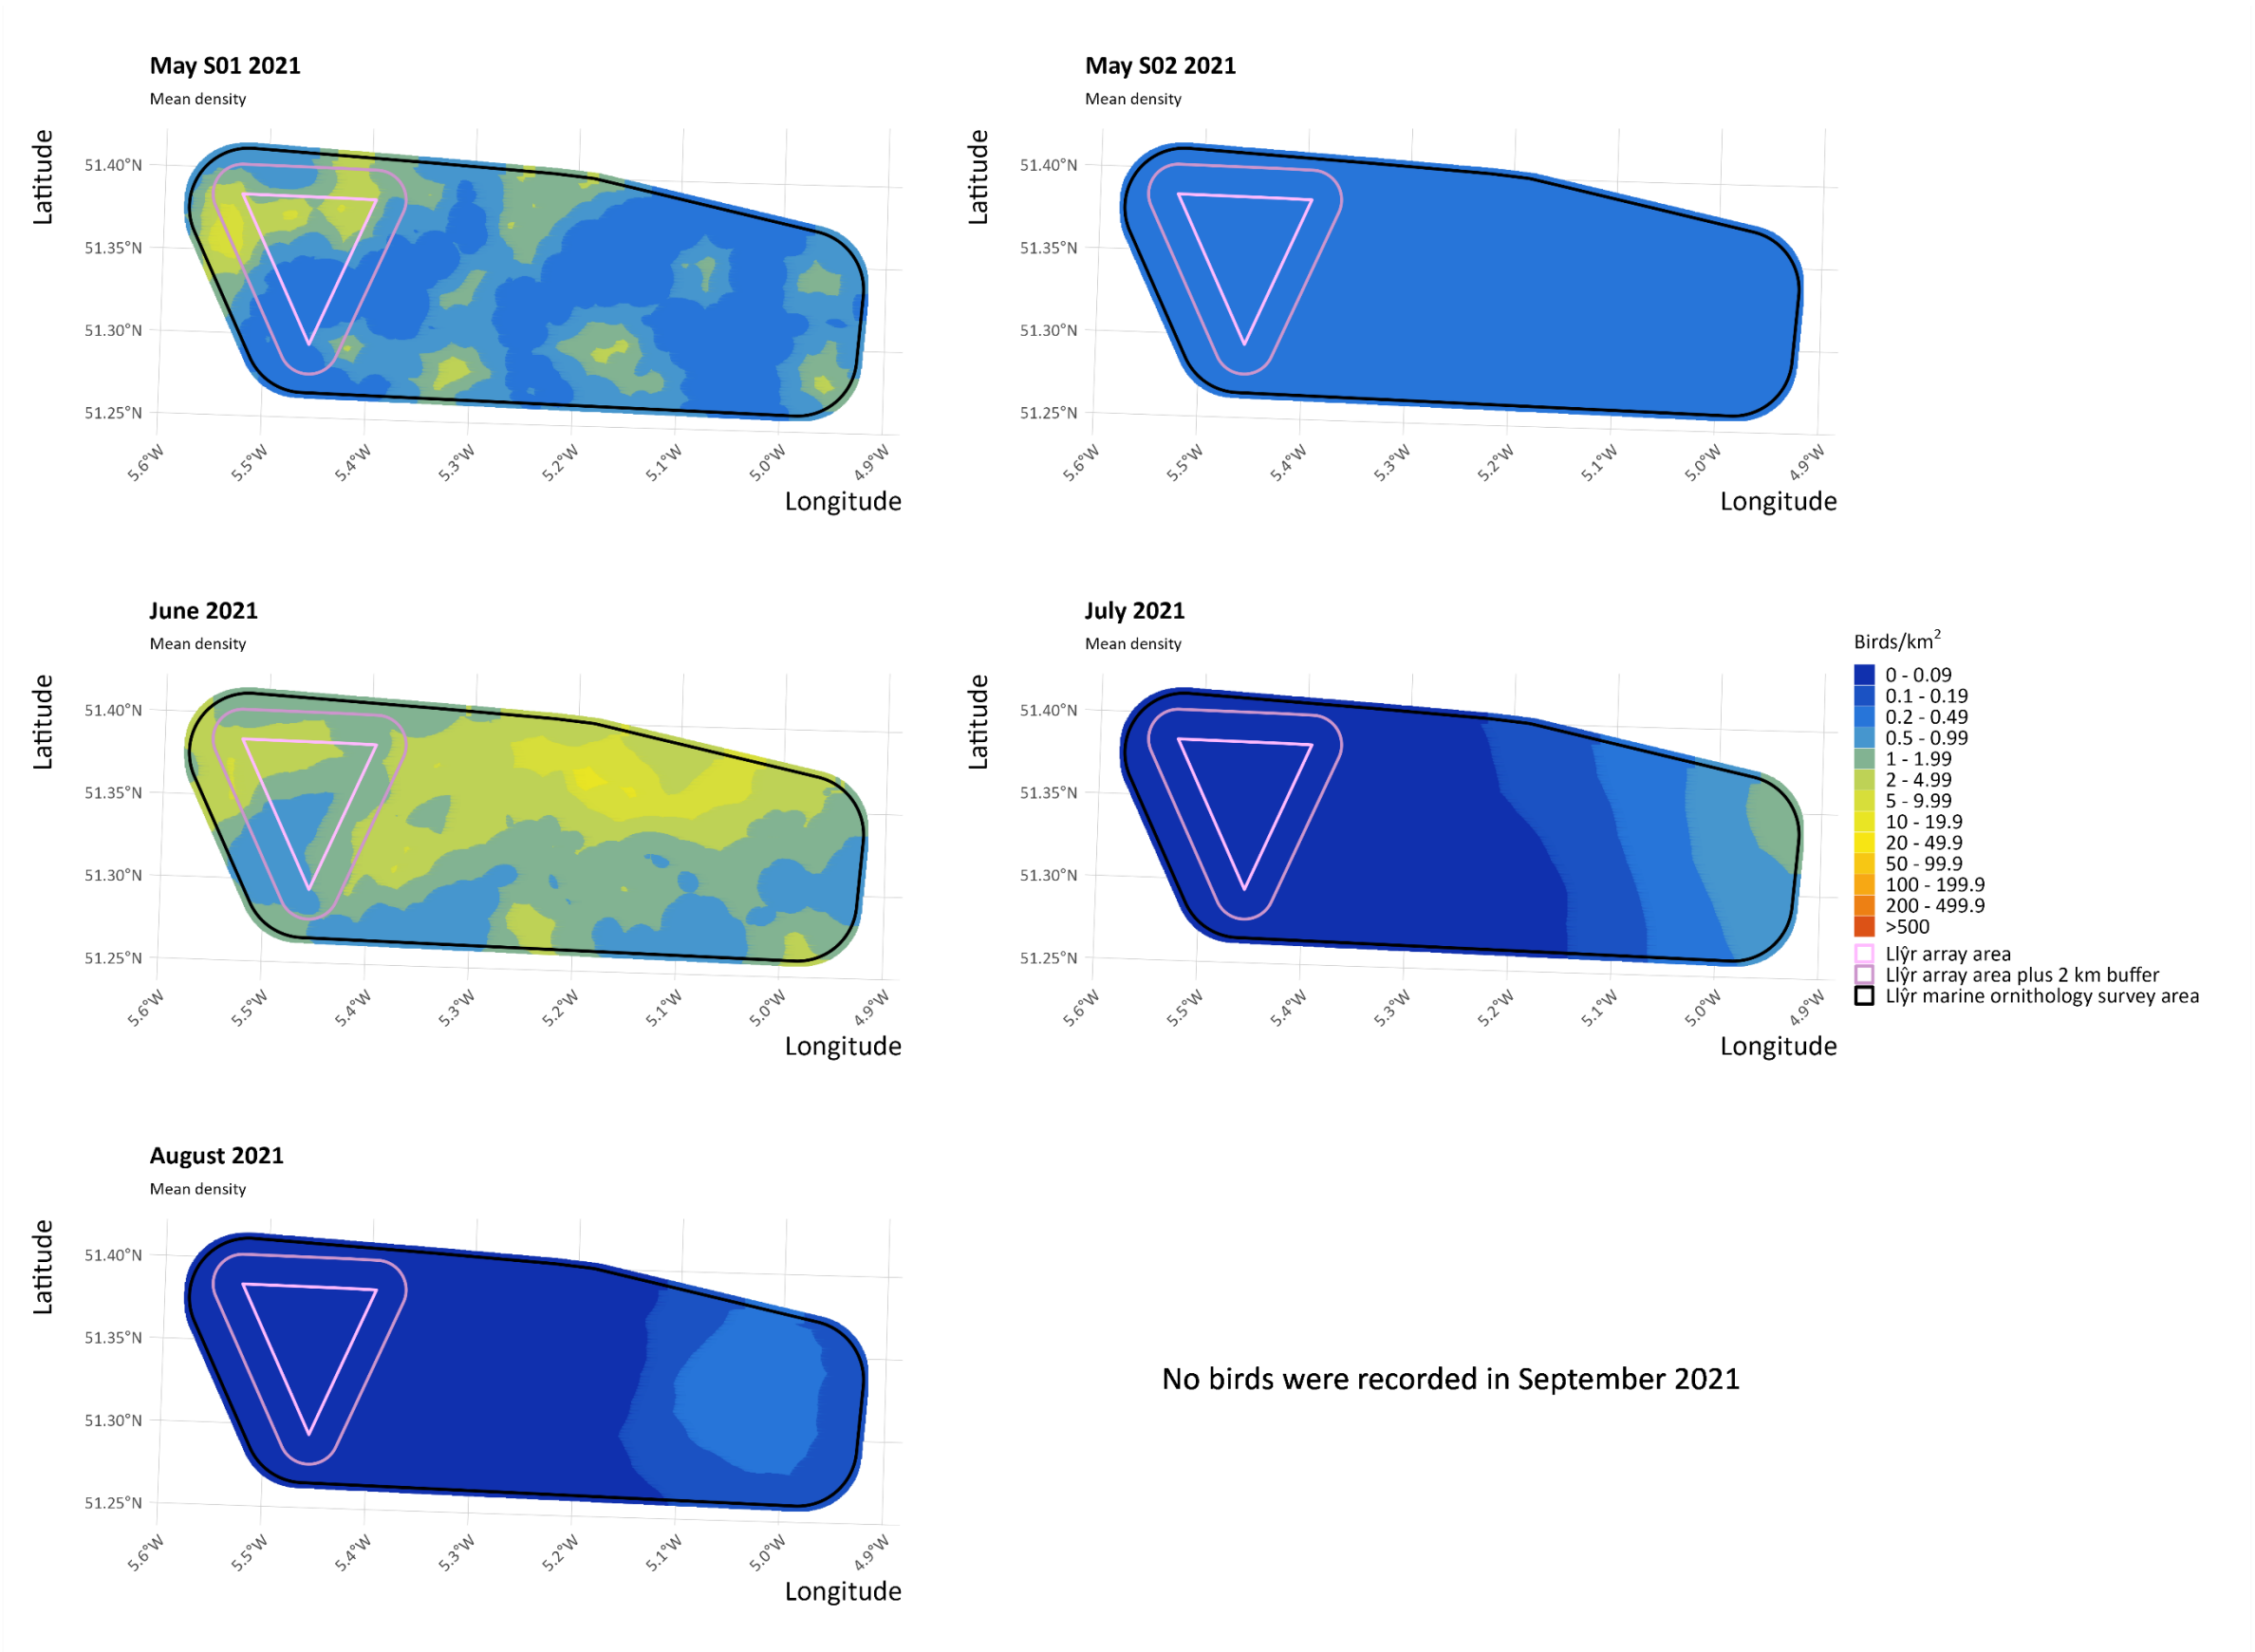 May S01 2021
Mean density
Latitude
51.40°N
51.35°N
51.30°N
51.25°N
5.6°W
5.5°W
5.4°W
5.3°W
5.2°W
5.1°W
5.0°W
4.9°W
Longitude
May S02 2021
Mean density
Latitude
51.40°N
51.35°N
51.30°N
51.25°N
5.6°W
5.5°W
5.4°W
5.3°W
5.2°W
5.1°W
5.0°W
4.9°W
Longitude
June 2021
Mean density
Latitude
51.40°N
51.35°N
51.30°N
51.25°N
5.6°W
5.5°W
5.4°W
5.3°W
5.2°W
5.1°W
5.0°W
4.9°W
Longitude
July 2021
Mean density
Latitude
51.40°N
51.35°N
51.30°N
51.25°N
5.6°W
5.5°W
5.4°W
5.3°W
5.2°W
5.1°W
5.0°W
4.9°W
Longitude
Birds/km²
0 - 0.09
0.1 - 0.19
0.2 - 0.49
0.5 - 0.99
1 - 1.99
2 - 4.99
5 - 9.99
10 - 19.9
20 - 49.9
50 - 99.9
100 - 199.9
200 - 499.9
>500
Llŷr array area
Llŷr array area plus 2 km buffer
Llŷr marine ornithology survey area
August 2021
Mean density
Latitude
51.40°N
51.35°N
51.30°N
51.25°N
5.6°W
5.5°W
5.4°W
5.3°W
5.2°W
5.1°W
5.0°W
4.9°W
Longitude
No birds were recorded in September 2021